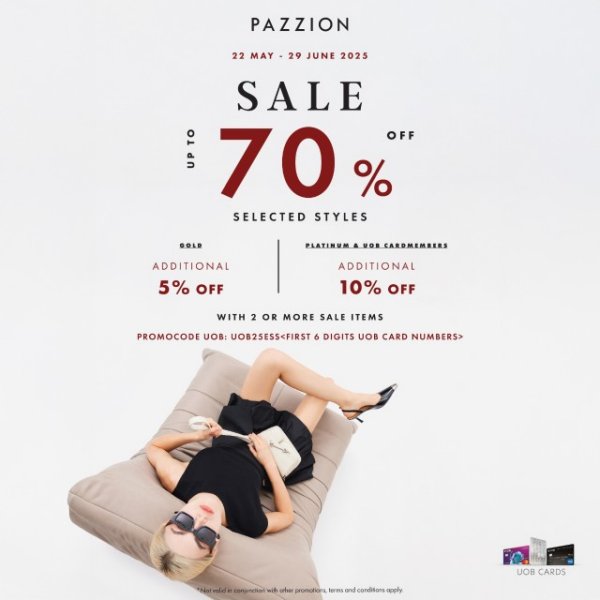 PAZZION
22 MAY - 29 JUNE 2025
SALE
UP TO
70%
OFF
SELECTED STYLES
GOLD
ADDITIONAL
5% OFF
PLATINUM & UOB CARDMEMBERS
ADDITIONAL
10% OFF
WITH 2 OR MORE SALE ITEMS
PROMOCODE UOB: UOB25ESS<FIRST 6 DIGITS UOB CARD NUMBERS>
UOB CARDS
*Not valid in conjunction with other promotions, terms and conditions apply.